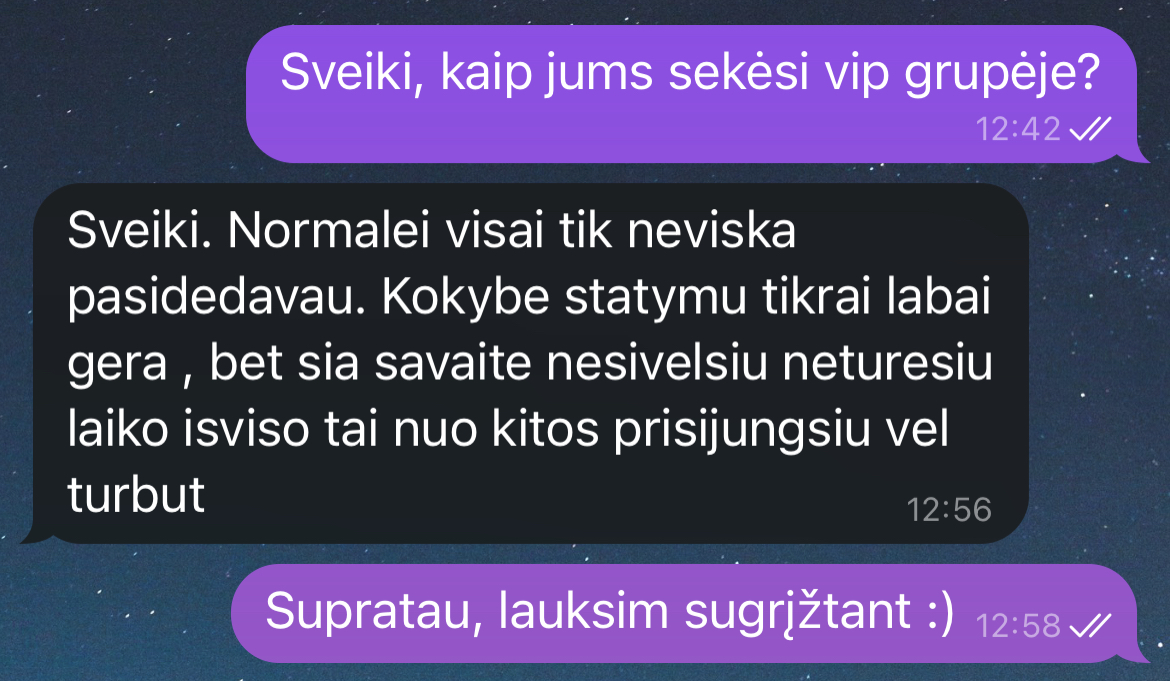 Sveiki, kaip jums sekėsi vip grupėje?
12:42
Sveiki. Normalei visai tik neviska
pasidedavau. Kokybe statymu tikrai labai
gera , bet sia savaite nesivelsiu neturesiu
laiko isviso tai nuo kitos prisijungsiu vel
turbut
12:56
Supratau, lauksim sugrįžtant :) 12:58